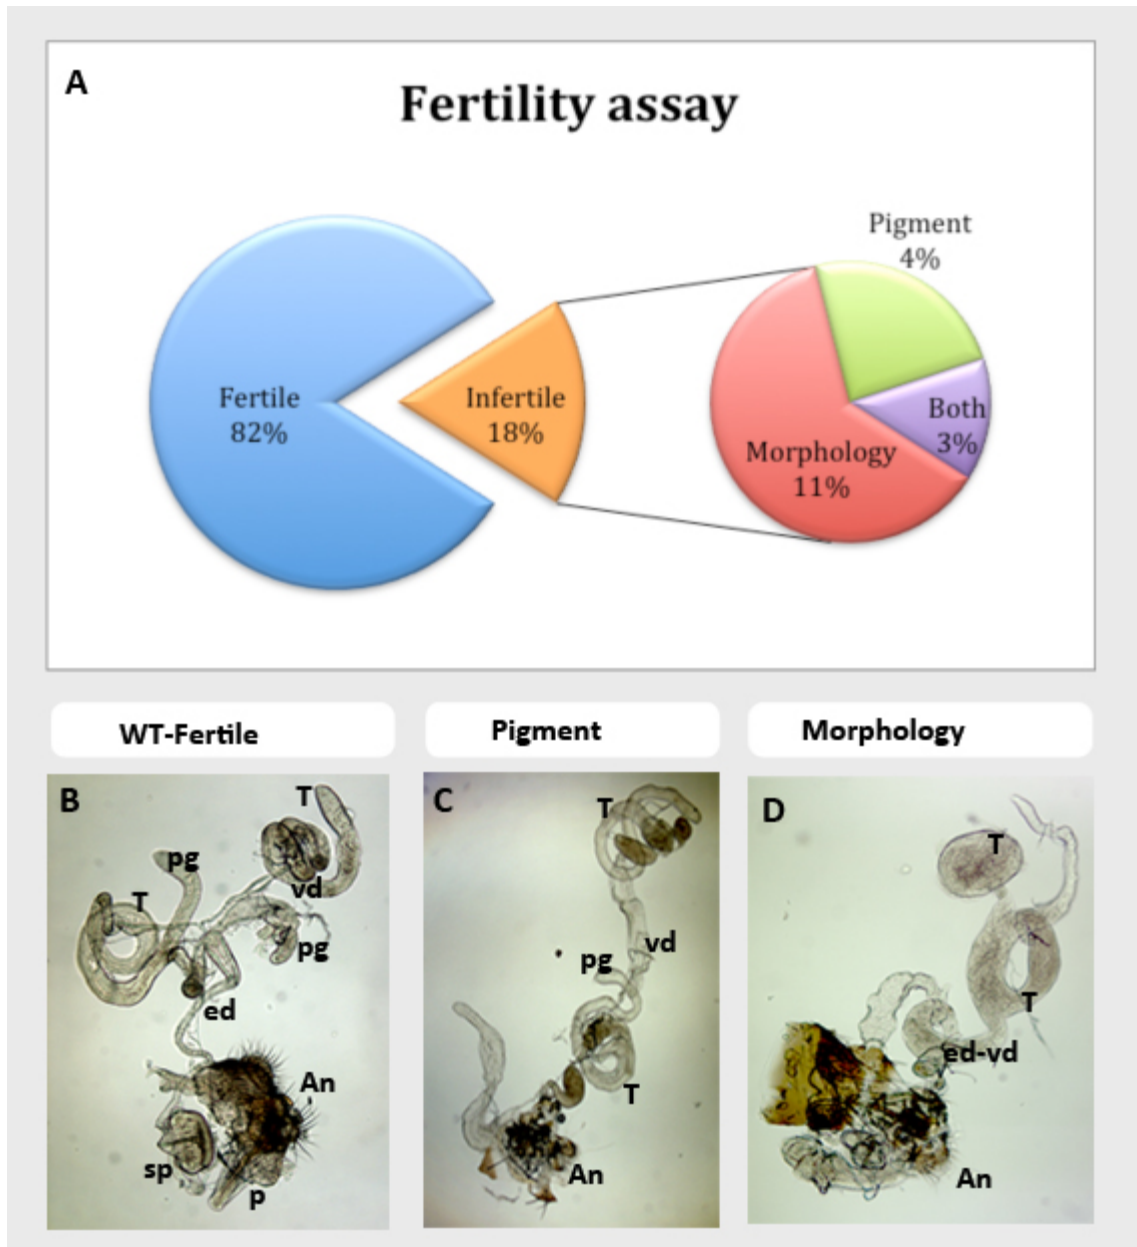 A
Fertility assay
Pigment
4%
Fertile
82%
Infertile
18%
Both
3%
Morphology
11%
WT-Fertile
Pigment
Morphology
B
T
pg
vd
T
pg
ed
An
sp
p
C
T
vd
pg
T
An
D
T
T
ed-vd
An